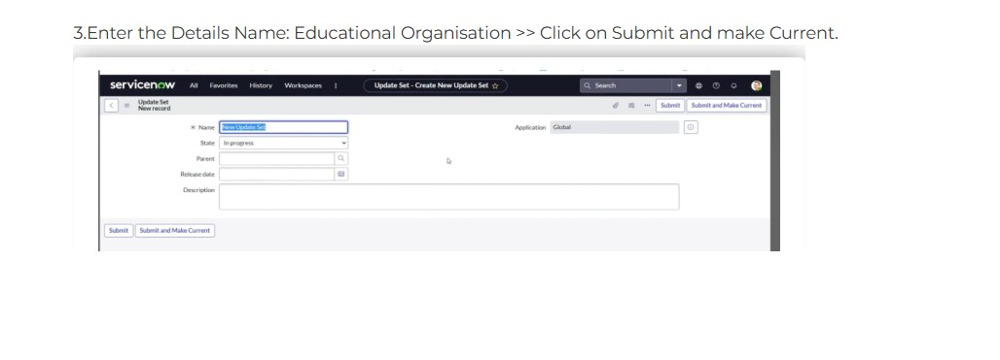 3.Enter the Details Name: Educational Organisation >> Click on Submit and make Current.
servicenow All Favorites History Workspaces Update Set - Create New Update Set Search
Update Set
New record
Submit Submit and Make Current
* Name New Update Set Application Global
State In progress
Parent
Release date
Description
Submit Submit and Make Current